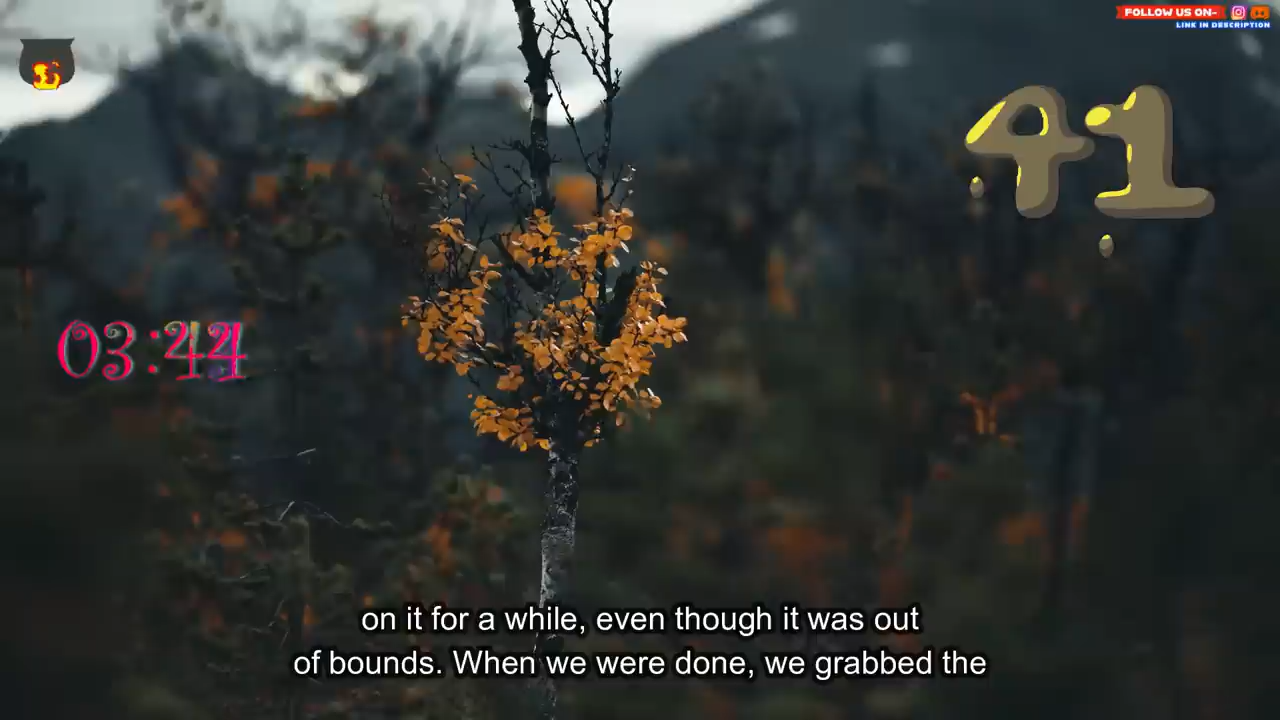 FOLLOW US ON-
LINK IN DESCRIPTION
41
03:44
on it for a while, even though it was out
of bounds. When we were done, we grabbed the